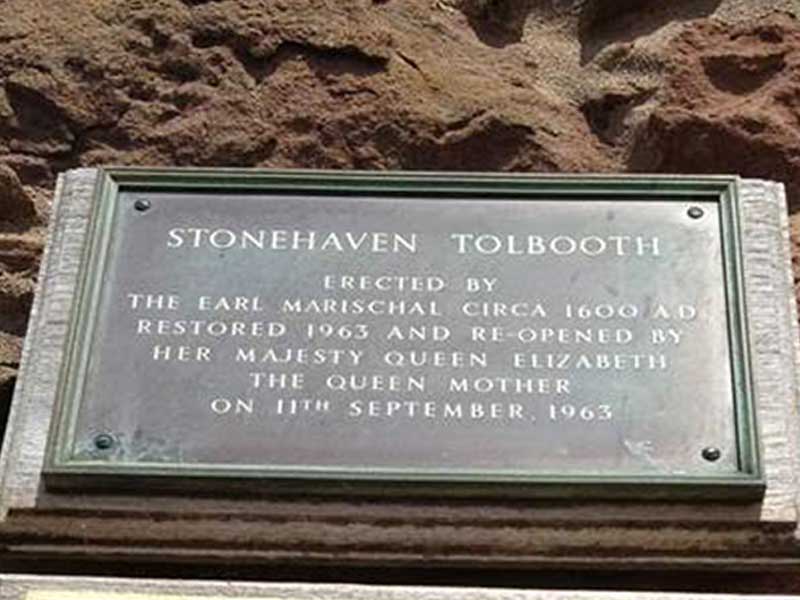 STONEHAVEN TOLBOOTH
ERECTED BY
THE EARL MARISCHAL CIRCA 1600 A.D
RESTORED 1963 AND RE-OPENED BY
HER MAJESTY QUEEN ELIZABETH
THE QUEEN MOTHER
ON 11TH SEPTEMBER, 1963